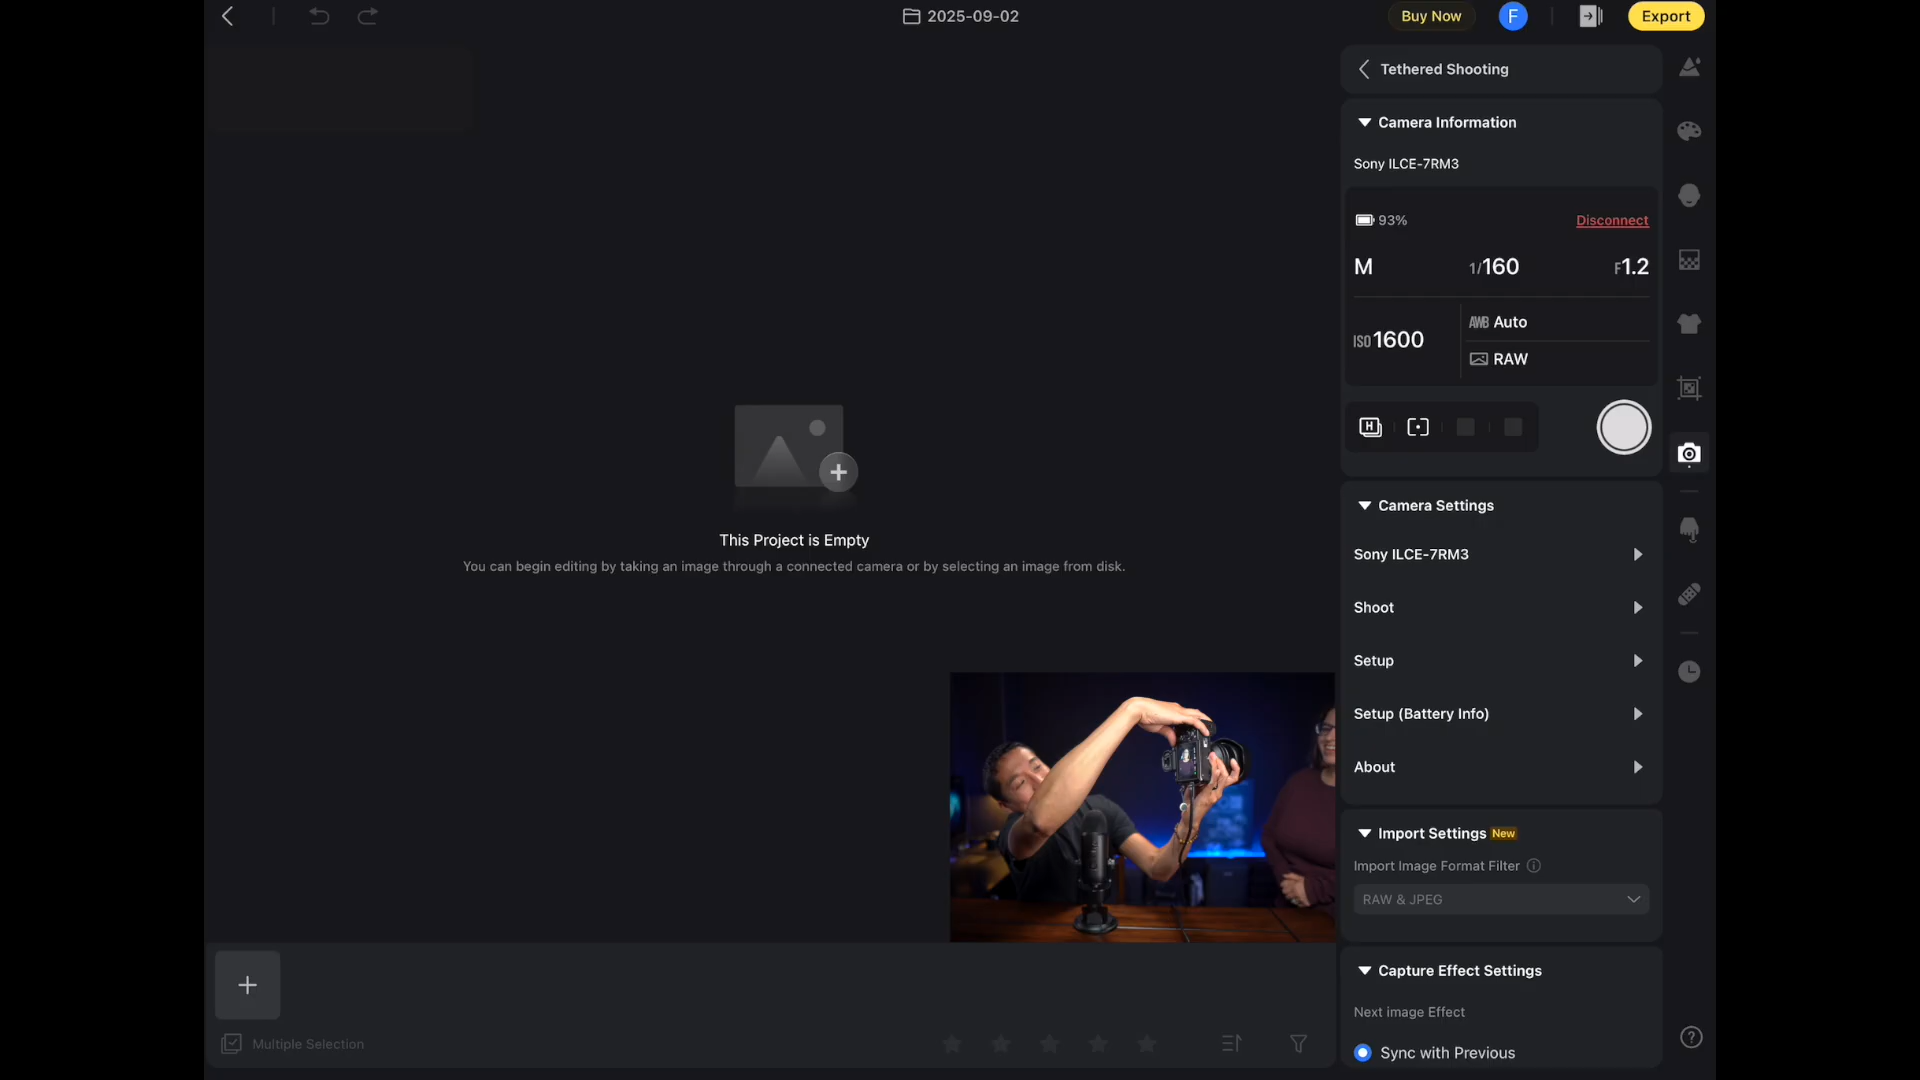 2025-09-02
Buy Now
F
Export
Tethered Shooting
Camera Information
Sony ILCE-7RM3
93%
Disconnect
M
1/160
F1.2
ISO1600
AWB Auto
RAW
H
Camera Settings
Sony ILCE-7RM3
Shoot
Setup
Setup (Battery Info)
About
This Project is Empty
You can begin editing by taking an image through a connected camera or by selecting an image from disk.
Import Settings New
Import Image Format Filter
RAW & JPEG
Capture Effect Settings
Next image Effect
Sync with Previous
Multiple Selection